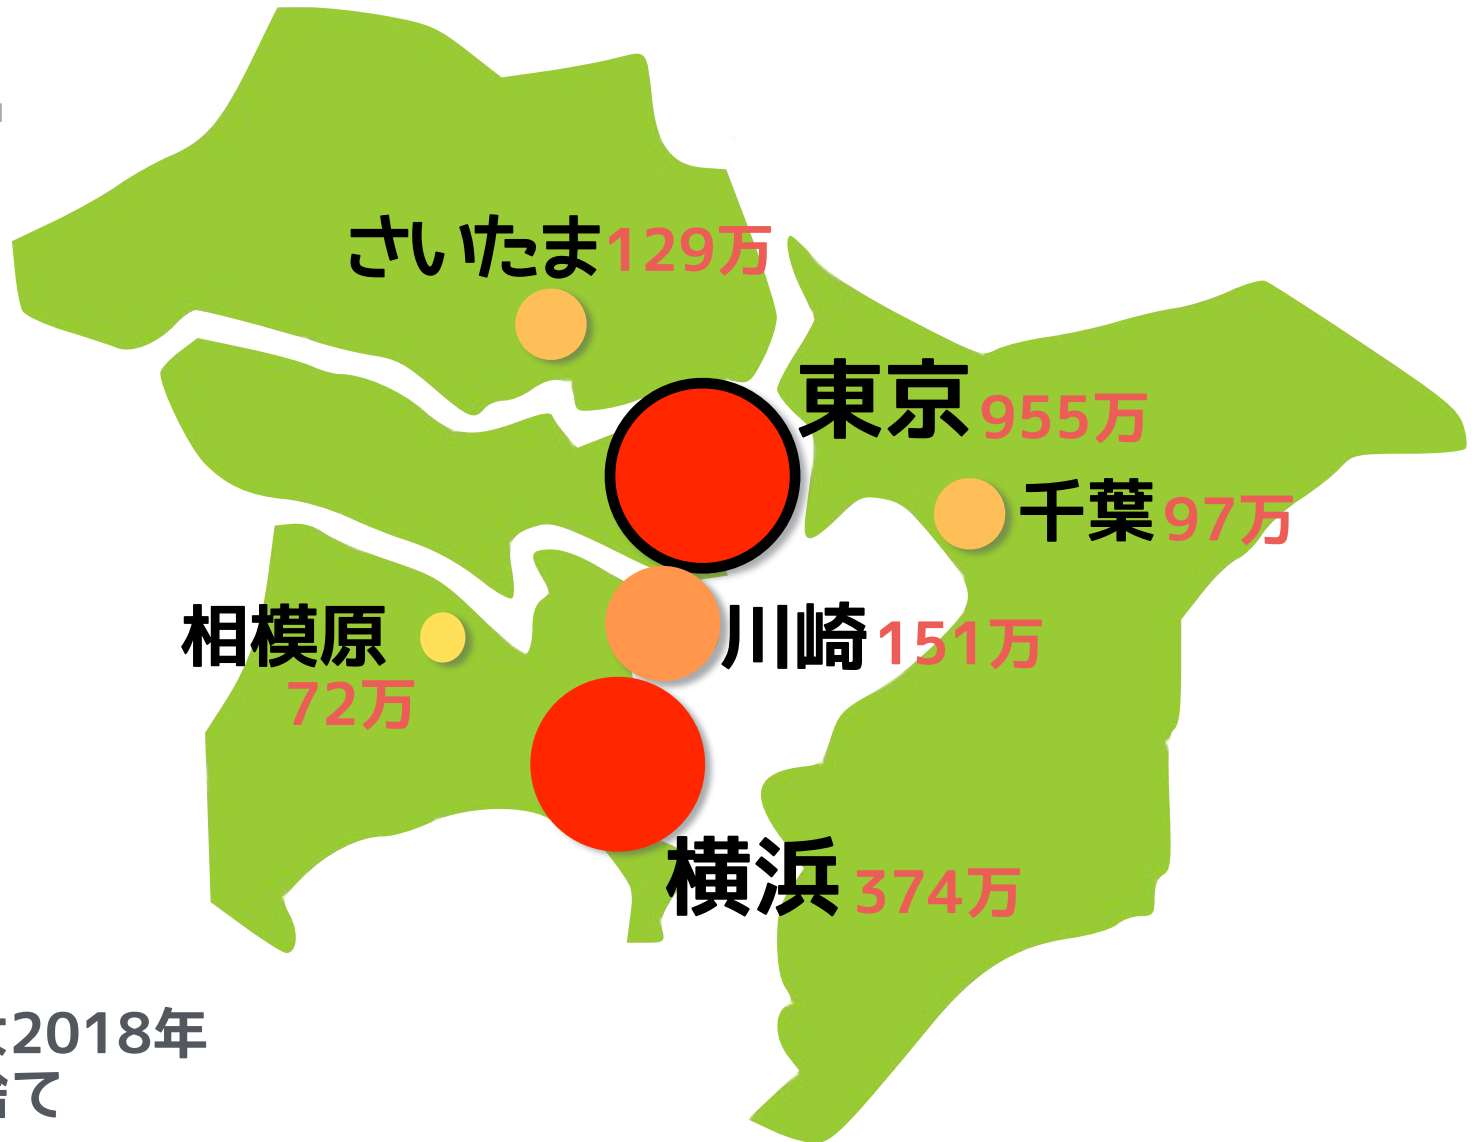 さいたま129万
東京 955万
千葉 97万
相模原
72万
川崎 151万
横浜 374万
2018年
て